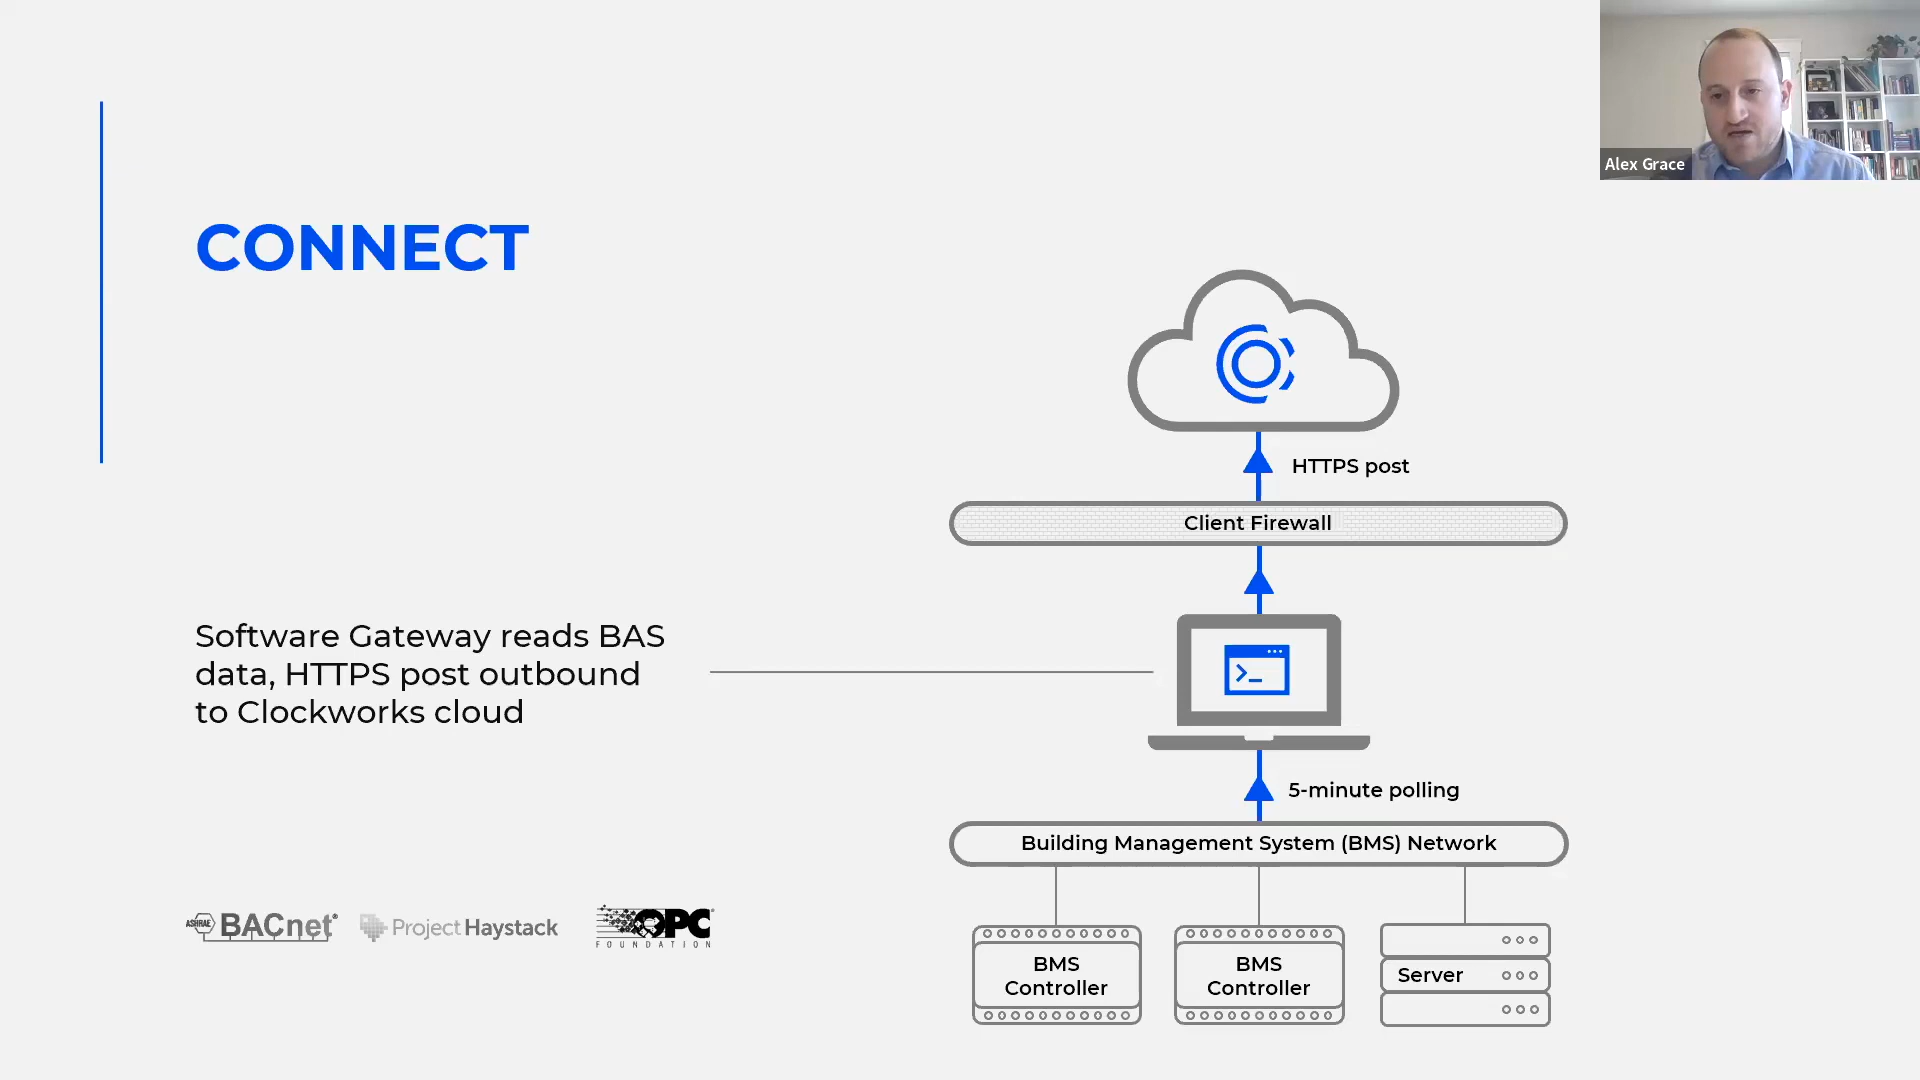 Alex Grace
CONNECT
HTTPS post
Client Firewall
Software Gateway reads BAS
data, HTTPS post outbound
to Clockworks cloud
>_
5-minute polling
Building Management System (BMS) Network
ASHRAE BACnet®
Project Haystack
OPC
FOUNDATION
BMS
Controller
BMS
Controller
Server